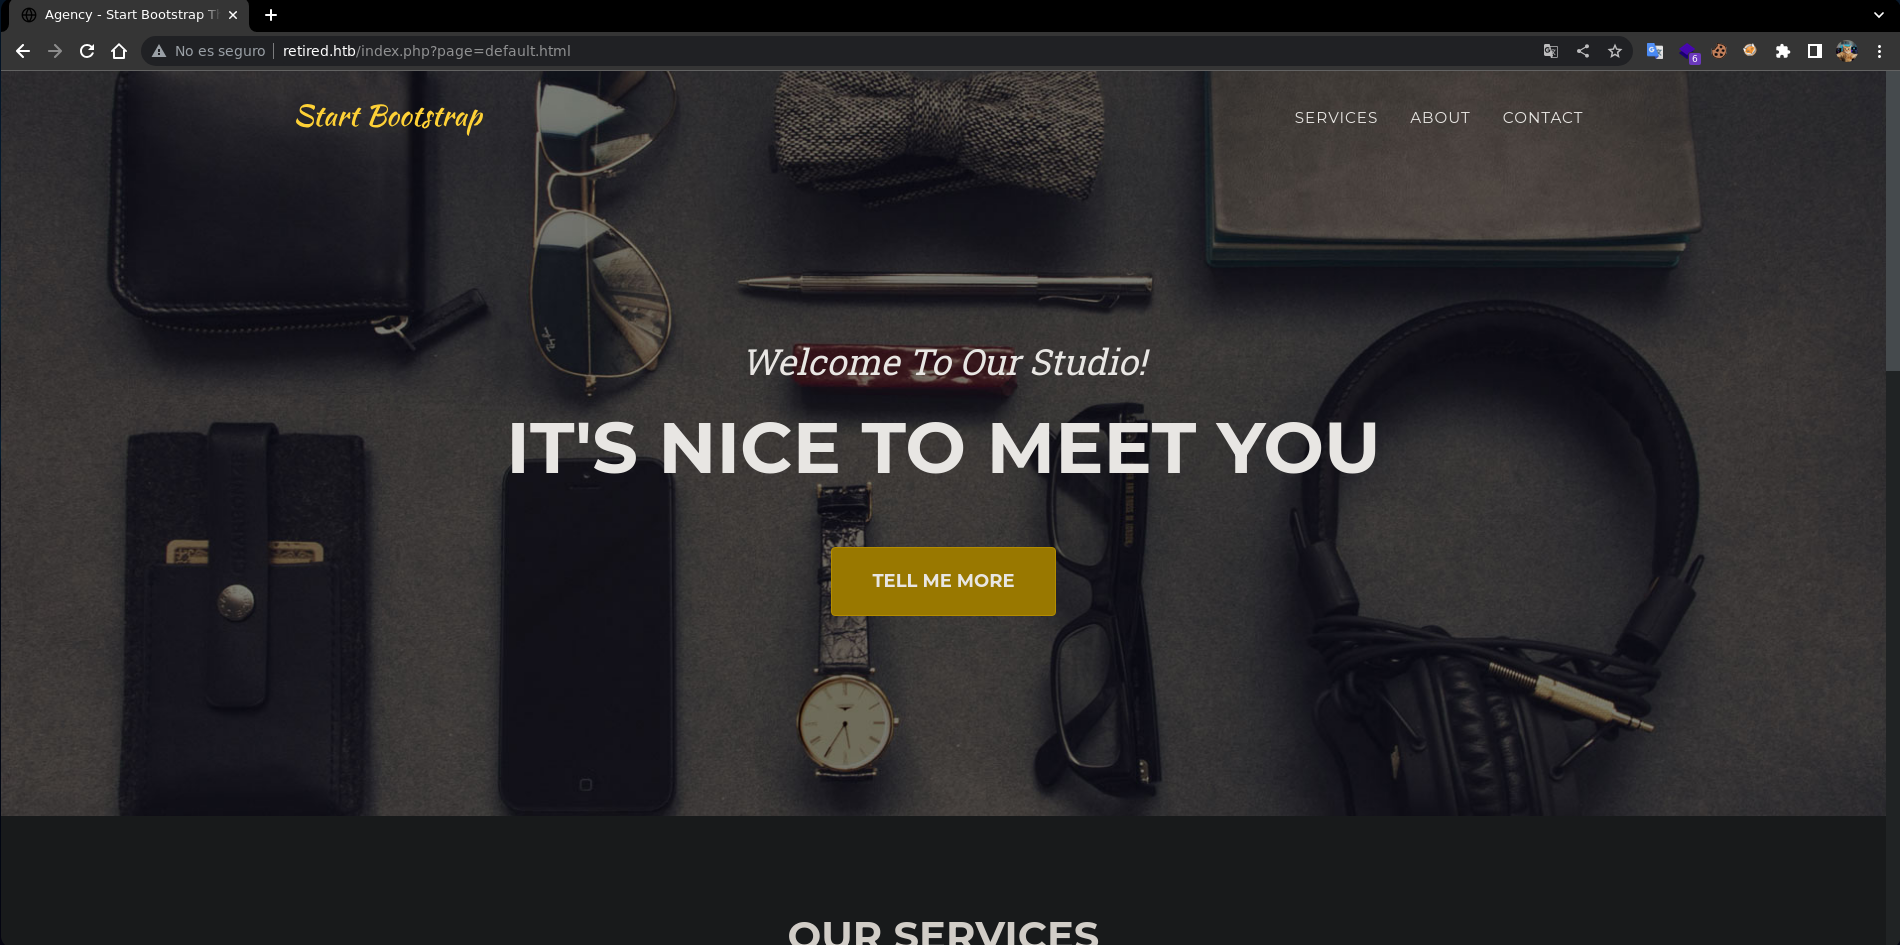 Agency - Start Bootstrap Th
No es seguro
retired.htb/index.php?page=default.html
6
Start Bootstrap
SERVICES
ABOUT
CONTACT
Welcome To Our Studio!
IT'S NICE TO MEET YOU
TELL ME MORE
OUR SERVICES